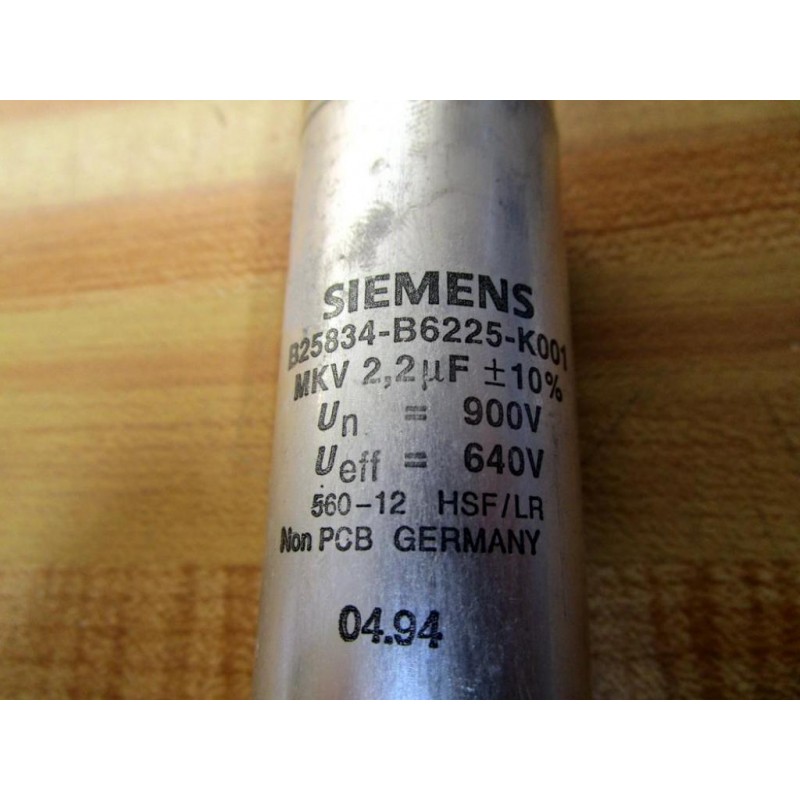 SIEMENS
B25834-B6225-K001
MKV 2,2µF ±10%
Un = 900V
Ueff = 640V
560-12 HSF/LR
Non PCB GERMANY
04.94